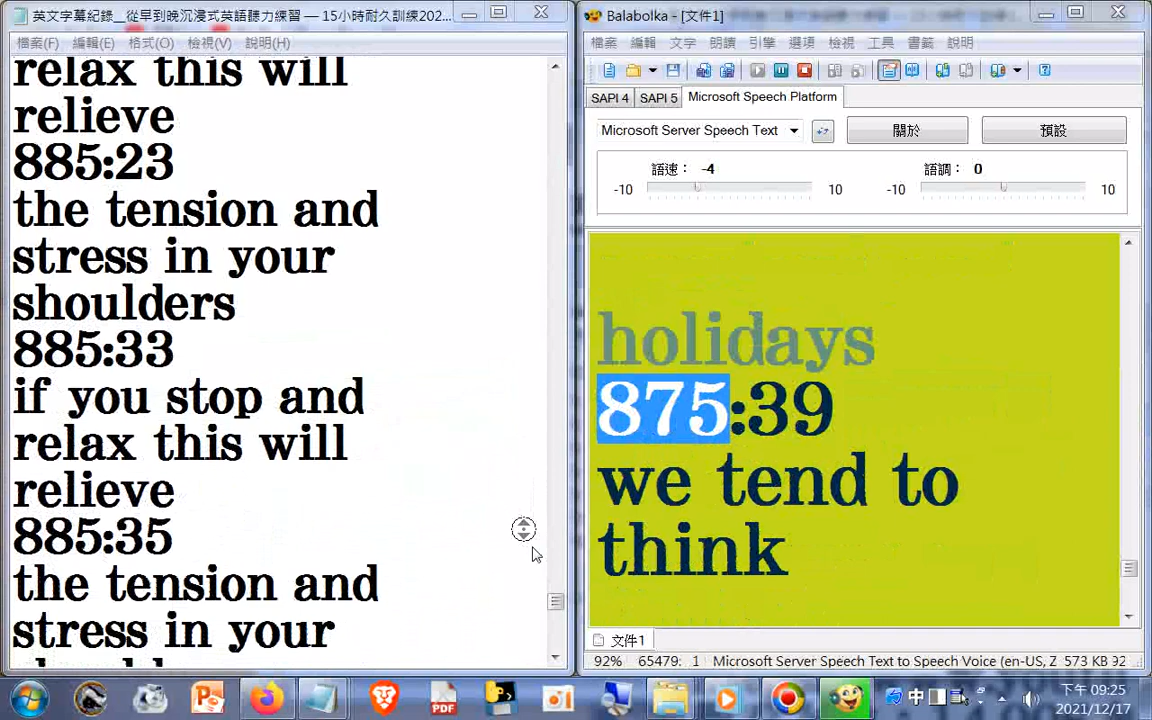 英文字幕紀錄__從早到晚沉浸式英語聽力練習 — 15小時耐久訓練202...
檔案(F) 編輯(E) 格式(O) 檢視(V) 說明(H)
relax this will
relieve
885:23
the tension and
stress in your
shoulders
885:33
if you stop and
relax this will
relieve
885:35
the tension and
stress in your
Balabolka - [文件1]
檔案 編輯 文字 朗讀 引擎 選項 檢視 工具 書籤 說明
SAPI 4 SAPI 5 Microsoft Speech Platform
Microsoft Server Speech Text 關於 預設
語速： -4 語調： 0
-10 10 -10 10
holidays
875:39
we tend to
think
文件1
92% 65479: 1 Microsoft Server Speech Text to Speech Voice (en-US, Z 573 KB 92
PDF 中 下午 09:25
2021/12/17